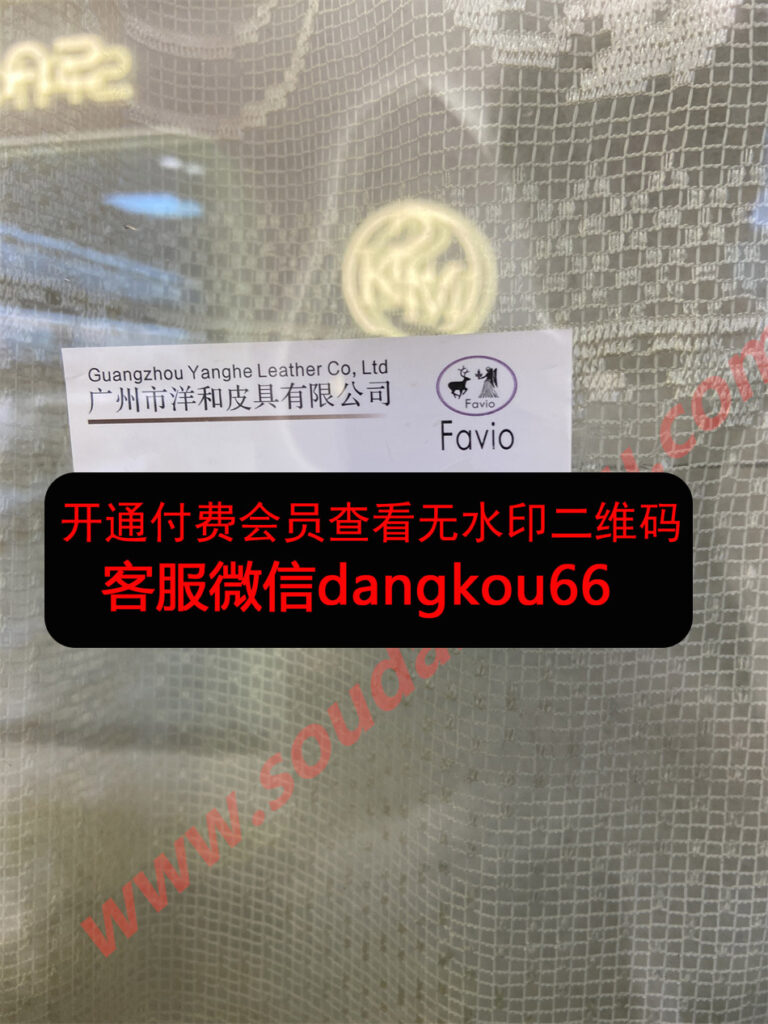 Guangzhou Yanghe Leather Co, Ltd
广州市洋和皮具有限公司
Favio
Favio
开通付费会员查看无水印二维码
客服微信dangkou66